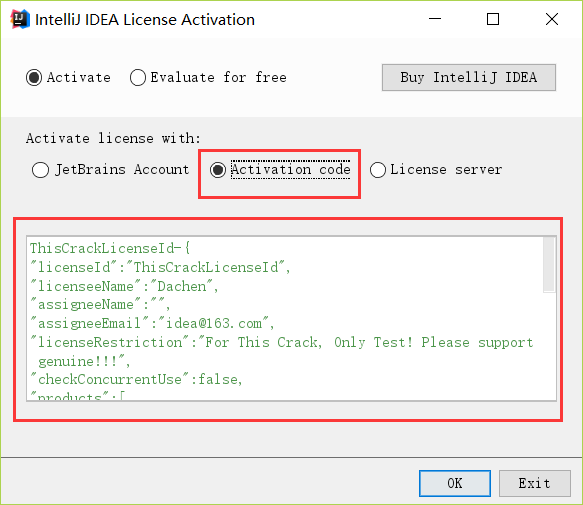 IntelliJ IDEA License Activation
Activate
Evaluate for free
Buy IntelliJ IDEA
Activate license with:
JetBrains Account
Activation code
License server
ThisCrackLicenseId-{
"licenseId":"ThisCrackLicenseId",
"licenseeName":"Dachen",
"assigneeName":"",
"assigneeEmail":"idea@163.com",
"licenseRestriction":"For This Crack, Only Test! Please support
genuine!!!",
"checkConcurrentUse":false,
"products":[
OK
Exit